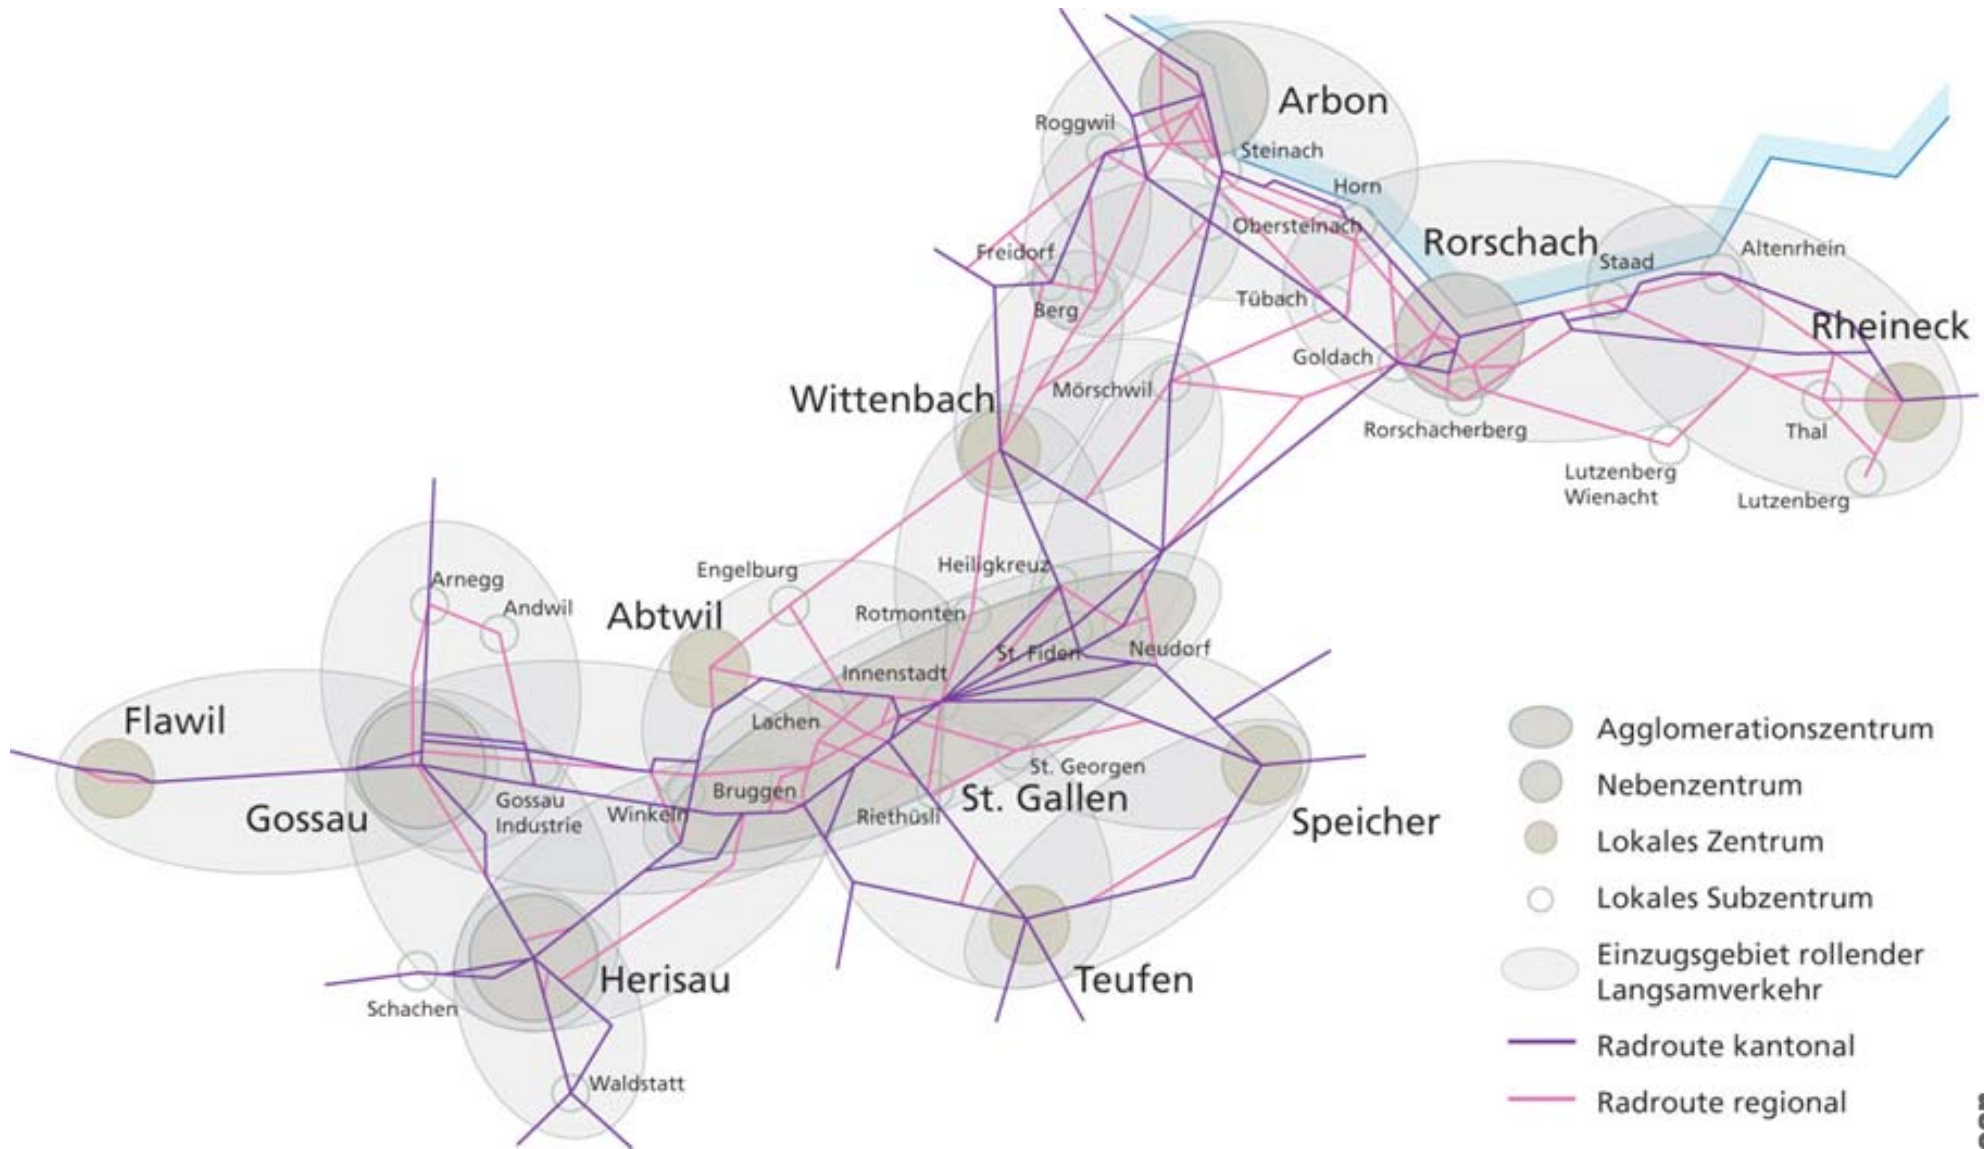 Arbon
Roggwil
Steinach
Horn
Obersteinach
Rorschach
Freidorf
Staad
Altenrhein
Berg
Tübach
Rheineck
Goldach
Mörschwil
Wittenbach
Rorschacherberg
Thal
Lutzenberg
Wienacht
Lutzenberg
Engelburg
Heiligkreuz
Arnegg
Andwil
Abtwil
Rotmonten
St. Fiden
Neudorf
Innenstadt
Flawil
Lachen
Gossau
Gossau
Industrie
Winkeln
Bruggen
Riethüsli
St. Georgen
St. Gallen
Speicher
Herisau
Teufen
Schachen
Waldstatt
Agglomerationszentrum
Nebenzentrum
Lokales Zentrum
Lokales Subzentrum
Einzugsgebiet rollender
Langsamverkehr
Radroute kantonal
Radroute regional